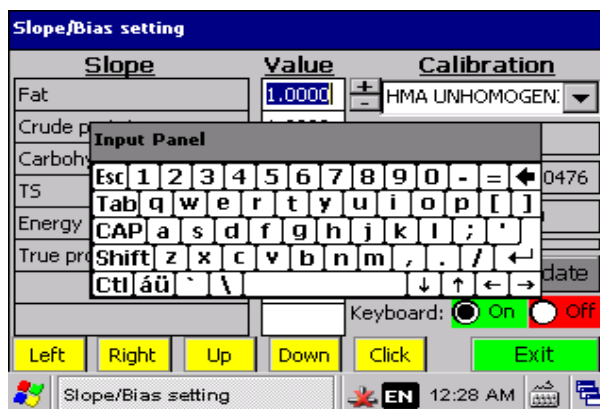 Slope/Bias setting
Slope Value Calibration
Fat 1.0000 + - HMA UNHOMOGEN
Crude p
Input Panel
Carboh
Esc 1 2 3 4 5 6 7 8 9 0 - = 0476
TS
Tab q w e r t y u i o p [ ]
Energy
CAP a s d f g h j k l ; '
True pro
Shift z x c v b n m , . /
date
Ctl áü ` \
Keyboard: On Off
Left Right Up Down Click Exit
Slope/Bias setting EN 12:28 AM